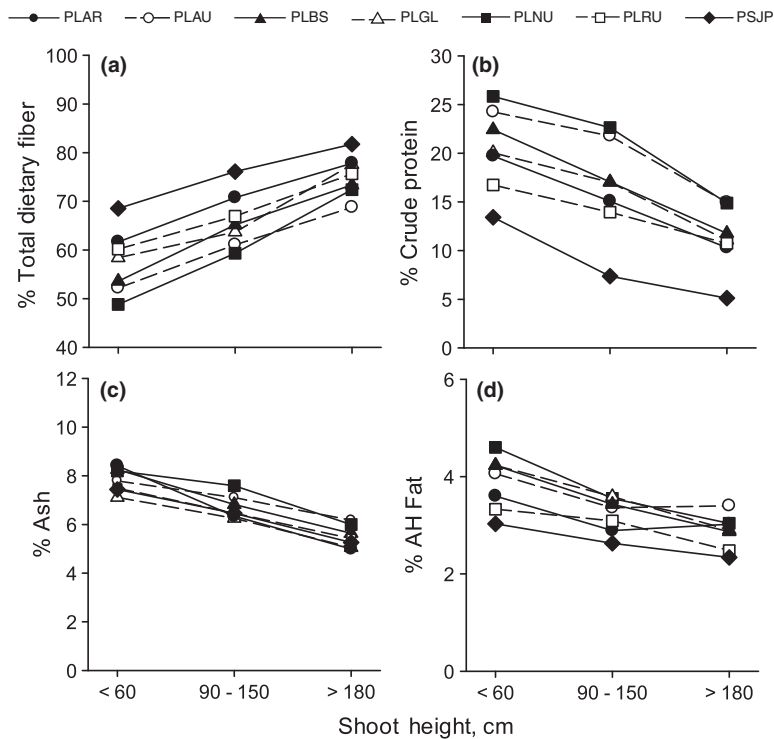 PLAR PLAU PLBS PLGL PLNU PLRU PSJP
(a)
100
90
80
70
60
50
40
% Total dietary fiber
(b)
30
25
20
15
10
5
0
% Crude protein
(c)
12
10
8
6
4
2
0
% Ash
< 60 90 - 150 > 180
(d)
6
4
2
0
% AH Fat
< 60 90 - 150 > 180
Shoot height, cm